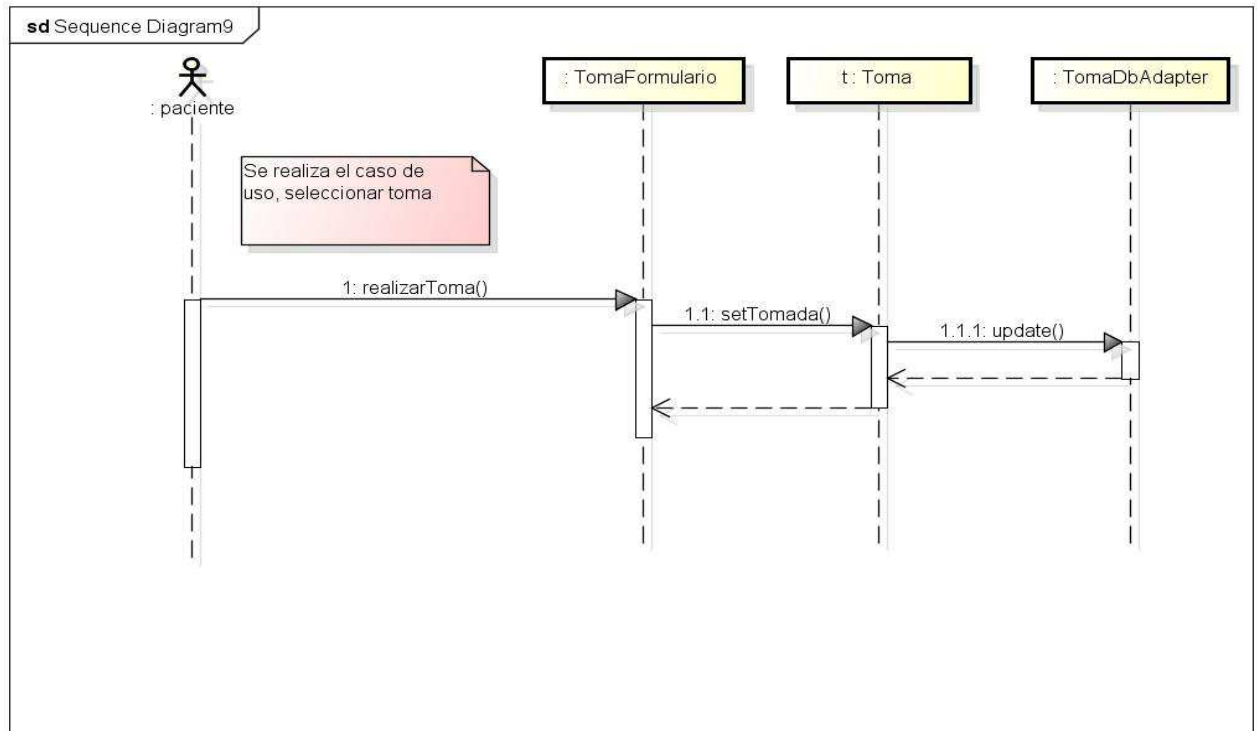 sd Sequence Diagram9
: paciente
: TomaFormulario
t : Toma
: TomaDbAdapter
Se realiza el caso de
uso, seleccionar toma
1: realizarToma()
1.1: setTomada()
1.1.1: update()